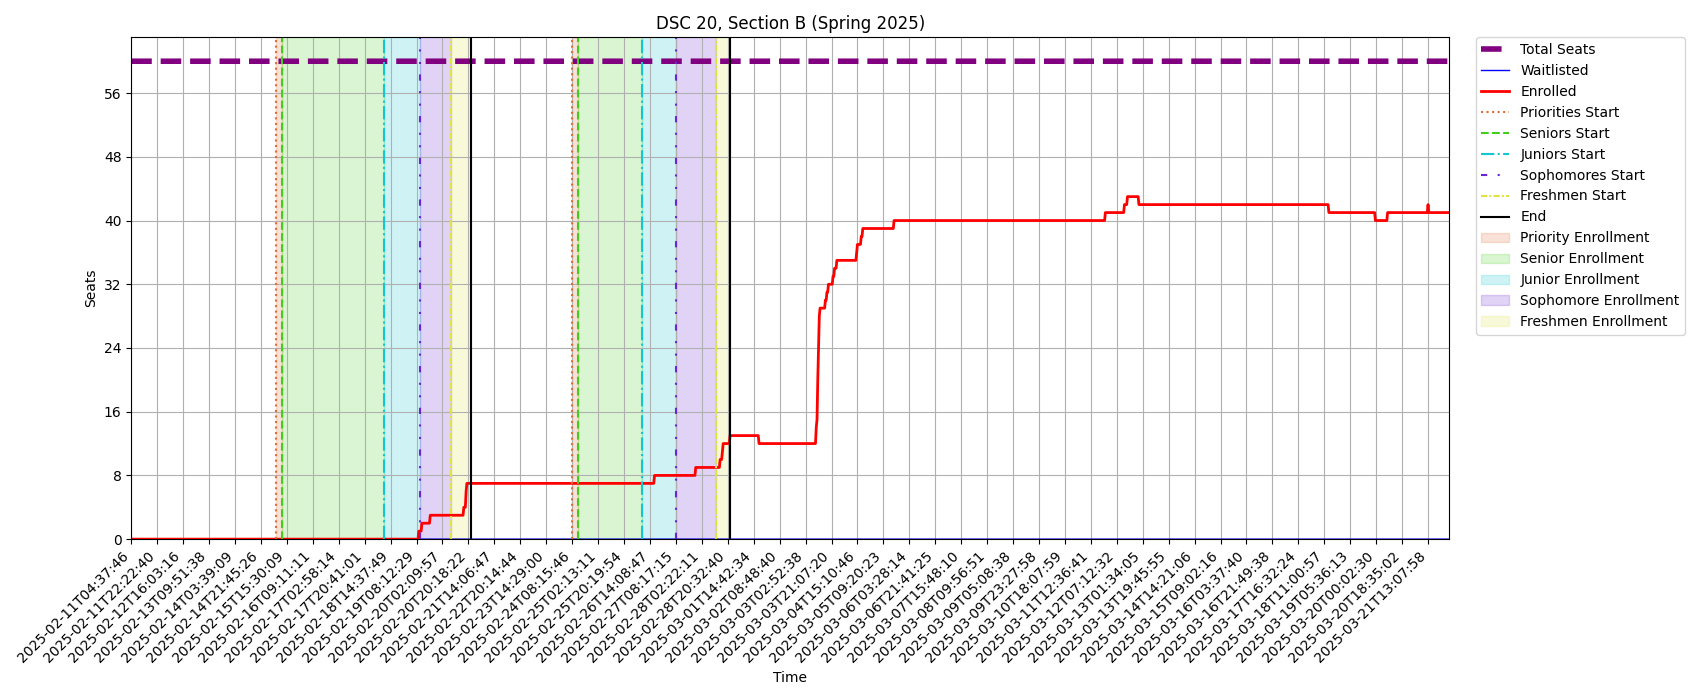 DSC 20, Section B (Spring 2025)
Seats
56
48
40
32
24
16
8
0
2025-02-11T04:37:46
2025-02-11T22:22:40
2025-02-12T16:03:16
2025-02-13T09:51:38
2025-02-14T03:39:09
2025-02-14T21:45:26
2025-02-15T15:30:09
2025-02-16T09:11:11
2025-02-17T02:58:14
2025-02-17T20:41:01
2025-02-18T14:37:49
2025-02-19T08:12:29
2025-02-20T02:09:57
2025-02-20T20:18:22
2025-02-21T14:06:47
2025-02-22T20:14:44
2025-02-23T14:29:00
2025-02-24T08:15:46
2025-02-25T02:13:11
2025-02-25T20:19:54
2025-02-26T14:08:47
2025-02-27T08:17:15
2025-02-28T02:22:11
2025-02-28T20:32:40
2025-03-01T14:42:34
2025-03-02T08:48:40
2025-03-03T02:52:38
2025-03-03T21:07:20
2025-03-04T15:10:46
2025-03-05T09:20:23
2025-03-06T03:28:14
2025-03-06T21:41:25
2025-03-07T15:48:10
2025-03-08T09:56:51
2025-03-09T05:08:38
2025-03-09T23:27:58
2025-03-10T18:07:59
2025-03-11T12:36:41
2025-03-12T07:12:32
2025-03-13T01:34:05
2025-03-13T19:45:55
2025-03-14T14:21:06
2025-03-15T09:02:16
2025-03-16T03:37:40
2025-03-16T21:49:38
2025-03-17T16:32:24
2025-03-18T11:00:57
2025-03-19T05:36:13
2025-03-20T00:02:30
2025-03-20T18:35:02
2025-03-21T13:07:58
Time
Total Seats
Waitlisted
Enrolled
Priorities Start
Seniors Start
Juniors Start
Sophomores Start
Freshmen Start
End
Priority Enrollment
Senior Enrollment
Junior Enrollment
Sophomore Enrollment
Freshmen Enrollment